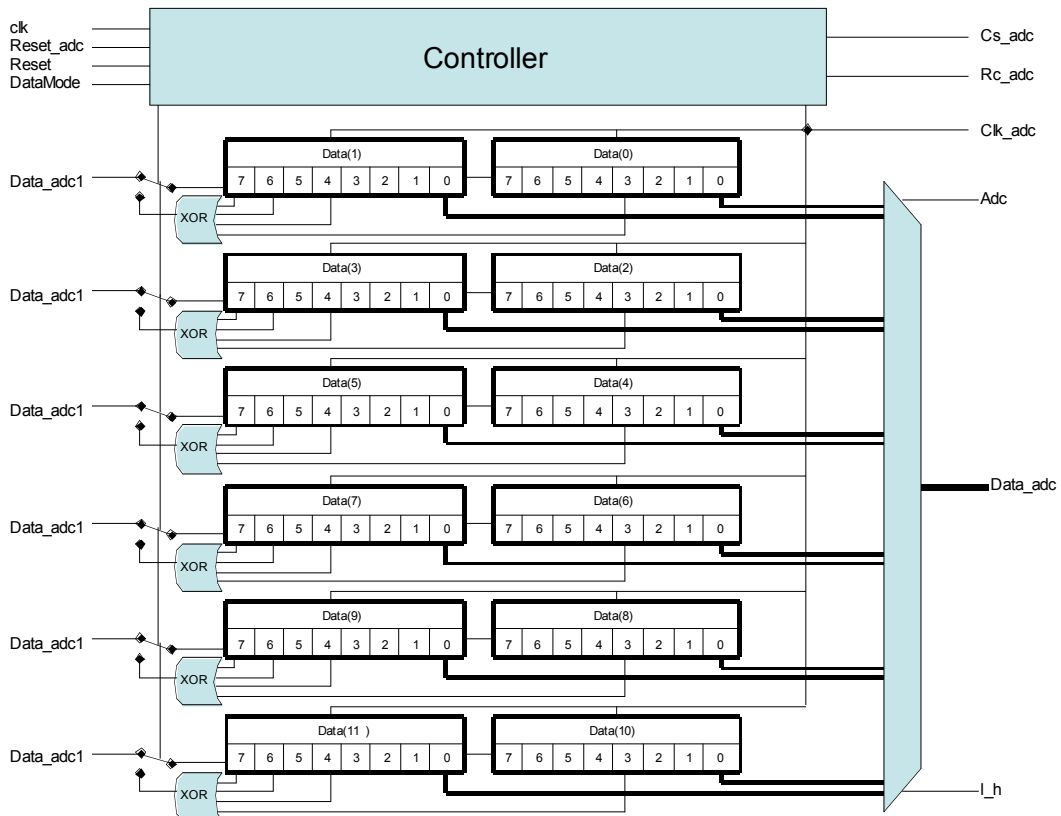 clk
Reset_adc
Reset
DataMode
Controller
Cs_adc
Rc_adc
Clk_adc
Data(1) Data(0)
Data_adc1 7 6 5 4 3 2 1 0 7 6 5 4 3 2 1 0
Adc
XOR
Data(3) Data(2)
Data_adc1 7 6 5 4 3 2 1 0 7 6 5 4 3 2 1 0
XOR
Data(5) Data(4)
Data_adc1 7 6 5 4 3 2 1 0 7 6 5 4 3 2 1 0
XOR
Data_adc
Data(7) Data(6)
Data_adc1 7 6 5 4 3 2 1 0 7 6 5 4 3 2 1 0
XOR
Data(9) Data(8)
Data_adc1 7 6 5 4 3 2 1 0 7 6 5 4 3 2 1 0
XOR
Data(11 ) Data(10)
Data_adc1 7 6 5 4 3 2 1 0 7 6 5 4 3 2 1 0
XOR
I_h